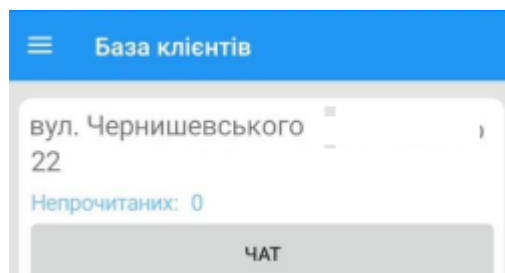 База клієнтів
вул. Чернишевського
22
Непрочитаних: 0
ЧАТ